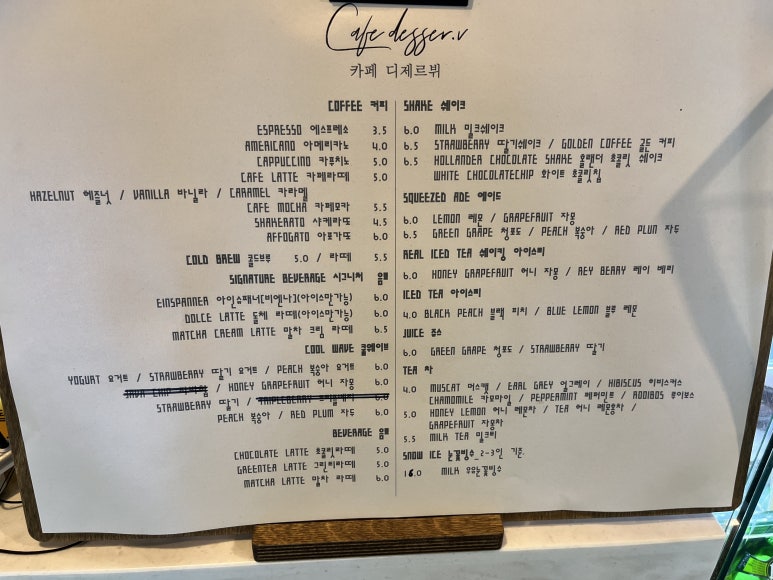 Cafe desser.v
카페 디제르뷔
COFFEE 커피
ESPRESSO 에스프레소 3.5
AMERICANO 아메리카노 4.0
CAPPUCCINO 카푸치노 5.0
CAFE LATTE 카페라떼 5.0
HAZELNUT 헤즐넛 / VANILLA 바닐라 / CARAMEL 카라멜
CAFE MOCHA 카페모카 5.5
SHAKERATO 샤케라또 4.5
AFFOGATO 아포가또 6.0
COLD BREW 콜드브루 5.0 / 라떼 5.5
SIGNATURE BEVERAGE 시그니처 음료
EINSPANNER 아인슈패너[비엔나](아이스만가능) 6.0
DOLCE LATTE 돌체 라떼(아이스만가능) 6.0
MATCHA CREAM LATTE 말차 크림 라떼 6.5
COOL WAVE 쿨웨이브
YOGURT 요거트 / STRAWBERRY 딸기 요거트 / PEACH 복숭아 요거트 6.0
JAVA CHIP 자바칩 / HONEY GRAPEFRUIT 허니 자몽 6.0
STRAWBERRY 딸기 / TRIPLEBERRY 트리플베리 6.0
PEACH 복숭아 / RED PLUM 자두 6.0
BEVERAGE 음료
CHOCOLATE LATTE 초콜릿라떼 5.0
GREENTEA LATTE 그린티라떼 5.0
MATCHA LATTE 말차 라떼 6.0
SHAKE 쉐이크
6.0 MILK 밀크쉐이크
6.5 STRAWBERRY 딸기쉐이크 / GOLDEN COFFEE 골든 커피
6.5 HOLLANDER CHOCOLATE SHAKE 홀랜더 초콜릿 쉐이크
WHITE CHOCOLATECHIP 화이트 초콜릿칩
SQUEEZED ADE 에이드
6.0 LEMON 레몬 / GRAPEFRUIT 자몽
6.5 GREEN GRAPE 청포도 / PEACH 복숭아 / RED PLUN 자두
REAL ICED TEA 쉐이킹 아이스티
6.0 HONEY GRAPEFRUIT 허니 자몽 / REY BERRY 레이 베리
ICED TEA 아이스티
4.0 BLACK PEACH 블랙 피치 / BLUE LEMON 블루 레몬
JUICE 쥬스
6.0 GREEN GRAPE 청포도 / STRAWBERRY 딸기
TEA 차
4.0 MUSCAT 머스캣 / EARL GREY 얼그레이 / HIBISCUS 히비스커스
CHAMOMILE 카모마일 / PEPPERMINT 페퍼민트 / ROOIBOS 루이보스
5.0 HONEY LEMON 허니 레몬차 / TEA 허니 레몬홍차 /
GRAPEFRUIT 자몽차
5.5 MILK TEA 밀크티
SNOW ICE 눈꽃빙수_2-3인 기준
16.0 MILK 우유눈꽃빙수